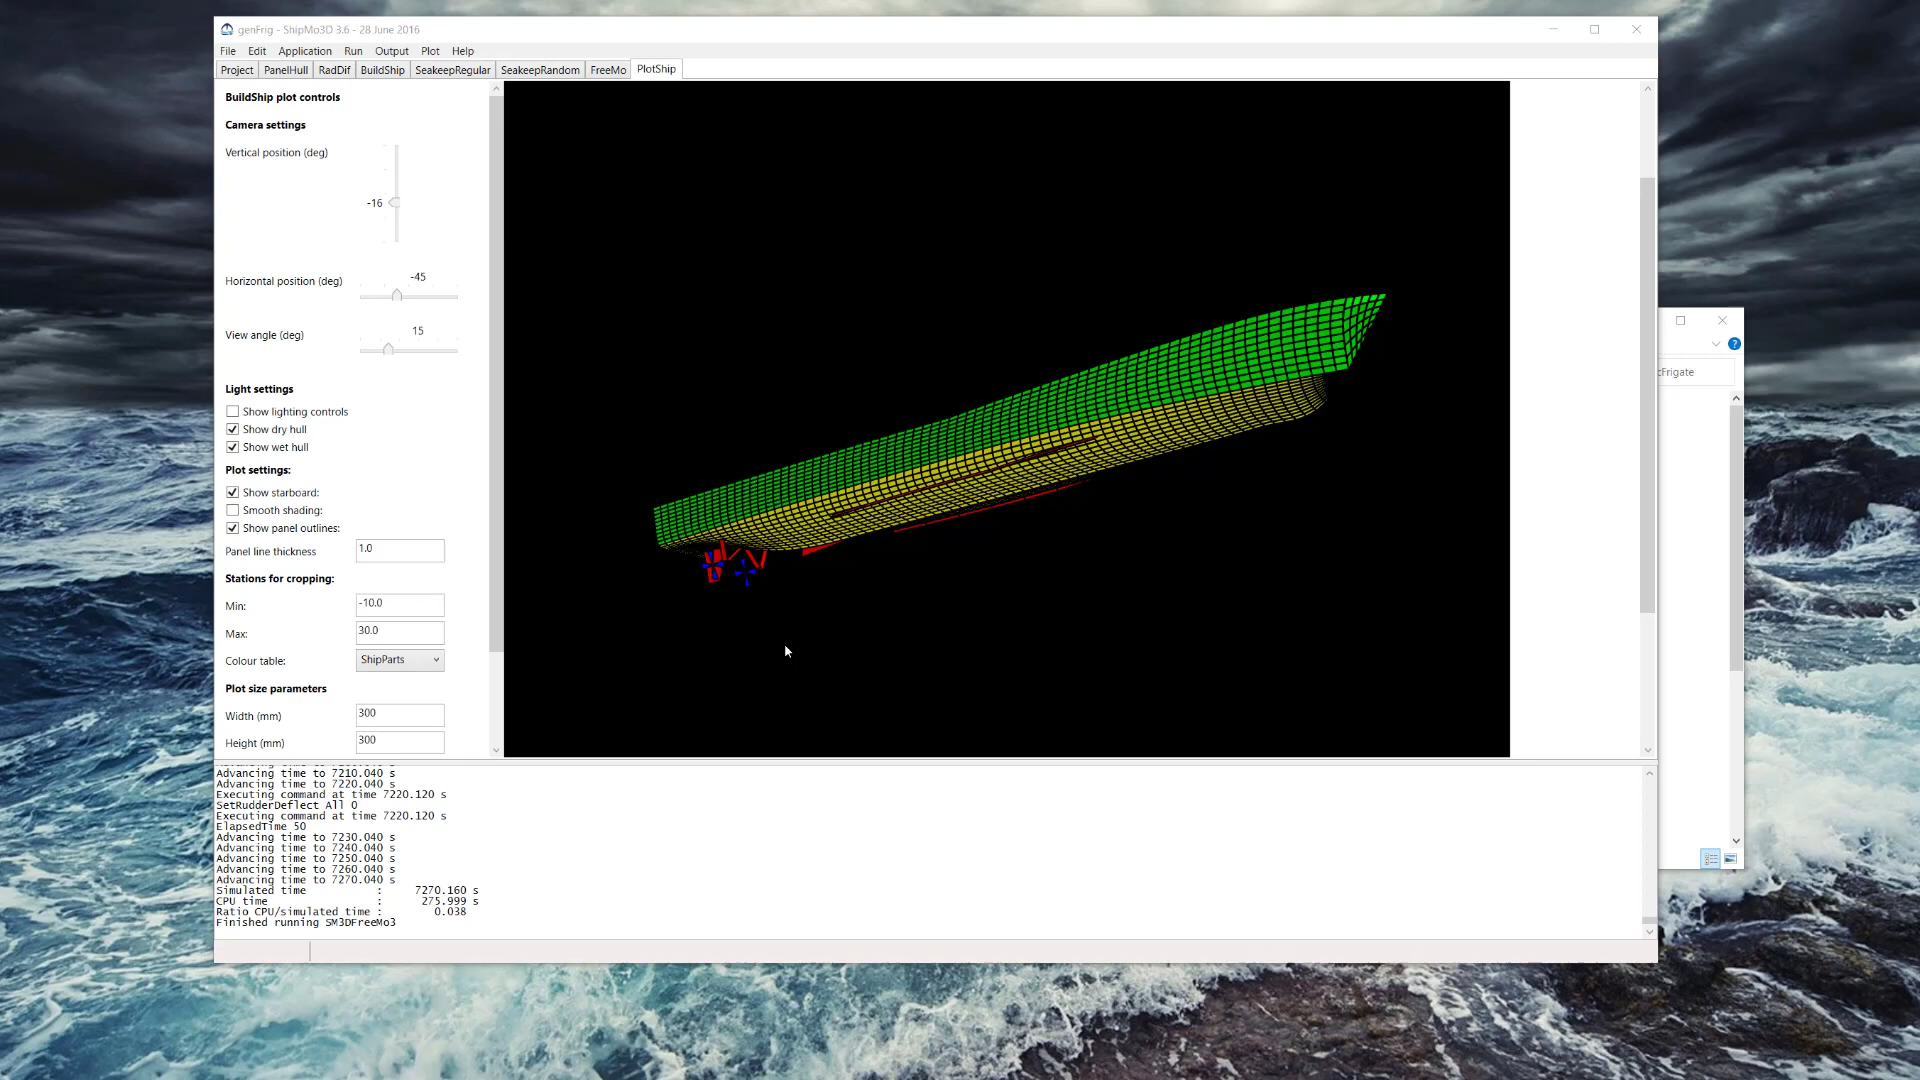 genFrig - ShipMo3D 3.6 - 28 June 2016
File Edit Application Run Output Plot Help
Project PanelHull RadDif BuildShip SeakeepRegular SeakeepRandom FreeMo PlotShip
BuildShip plot controls
Camera settings
Vertical position (deg)
-16
-45
Horizontal position (deg)
15
View angle (deg)
Light settings
Show lighting controls
Show dry hull
Show wet hull
Plot settings:
Show starboard:
Smooth shading:
Show panel outlines:
Panel line thickness 1.0
Stations for cropping:
Min: -10.0
Max: 30.0
Colour table: ShipParts
Plot size parameters
Width (mm) 300
Height (mm) 300
cFrigate
Advancing time to 7210.040 s
Advancing time to 7220.040 s
Executing command at time 7220.120 s
SetRudderDeflect All 0
Executing command at time 7220.120 s
ElapsedTime 50
Advancing time to 7230.040 s
Advancing time to 7240.040 s
Advancing time to 7250.040 s
Advancing time to 7260.040 s
Advancing time to 7270.040 s
Simulated time : 7270.160 s
CPU time : 275.999 s
Ratio CPU/simulated time : 0.038
Finished running SM3DFreeMo3